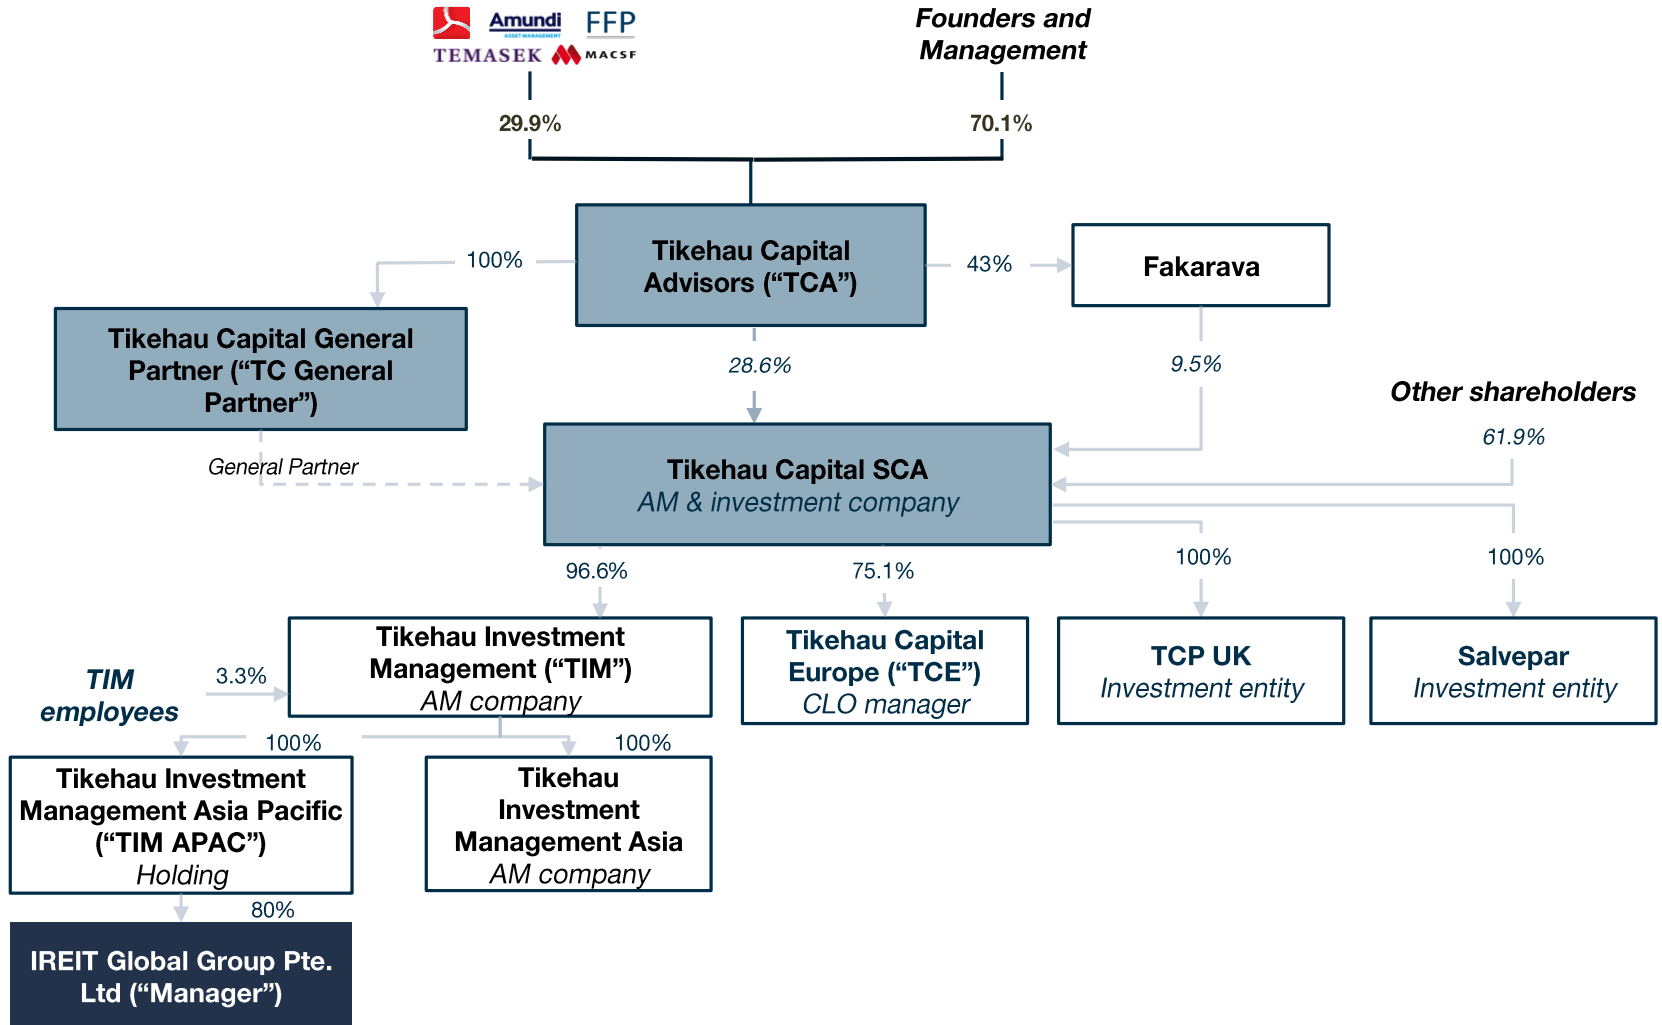 Amundi
ASSET MANAGEMENT
FFP
TEMASEK
MACSF
Founders and
Management
29.9%
70.1%
Tikehau Capital
Advisors (“TCA”)
100%
43%
Fakarava
Tikehau Capital General
Partner (“TC General
Partner”)
28.6%
9.5%
Other shareholders
61.9%
General Partner
Tikehau Capital SCA
AM & investment company
96.6%
75.1%
100%
100%
TIM
employees
3.3%
Tikehau Investment
Management (“TIM”)
AM company
Tikehau Capital
Europe (“TCE”)
CLO manager
TCP UK
Investment entity
Salvepar
Investment entity
100%
100%
Tikehau Investment
Management Asia Pacific
(“TIM APAC”)
Holding
Tikehau
Investment
Management Asia
AM company
80%
IREIT Global Group Pte.
Ltd (“Manager”)